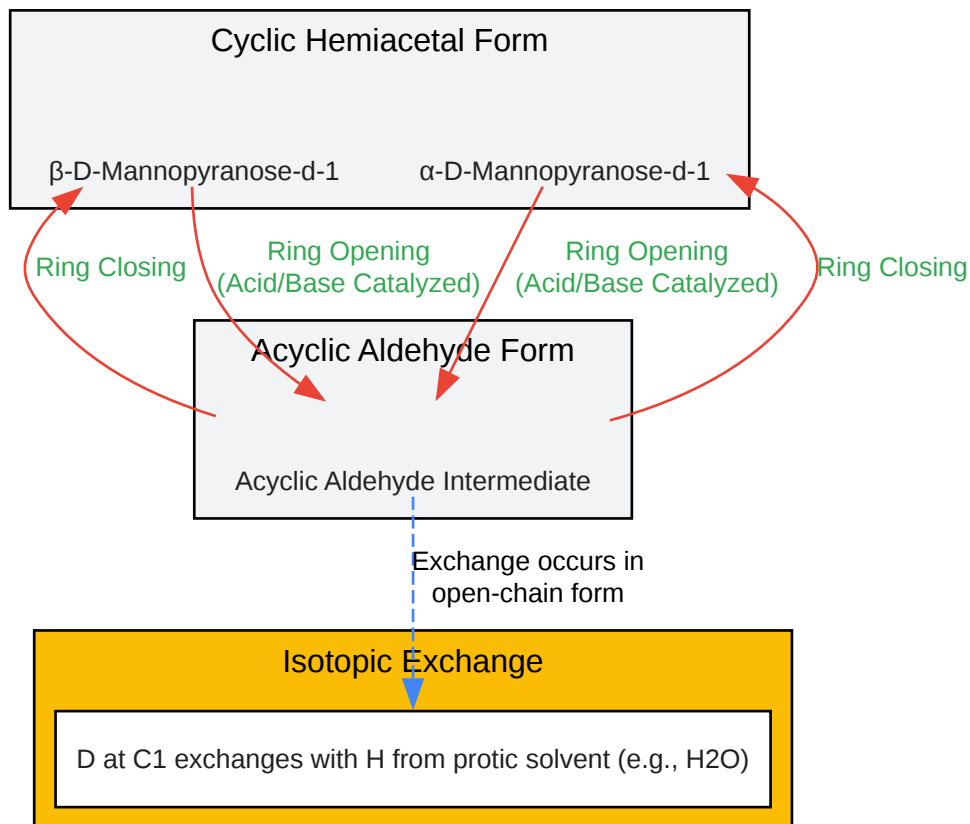 Cyclic Hemiacetal Form
β-D-Mannopyranose-d-1
α-D-Mannopyranose-d-1
Ring Closing
Ring Opening
(Acid/Base Catalyzed)
Ring Opening
(Acid/Base Catalyzed)
Ring Closing
Acyclic Aldehyde Form
Acyclic Aldehyde Intermediate
Exchange occurs in
open-chain form
Isotopic Exchange
D at C1 exchanges with H from protic solvent (e.g., H2O)